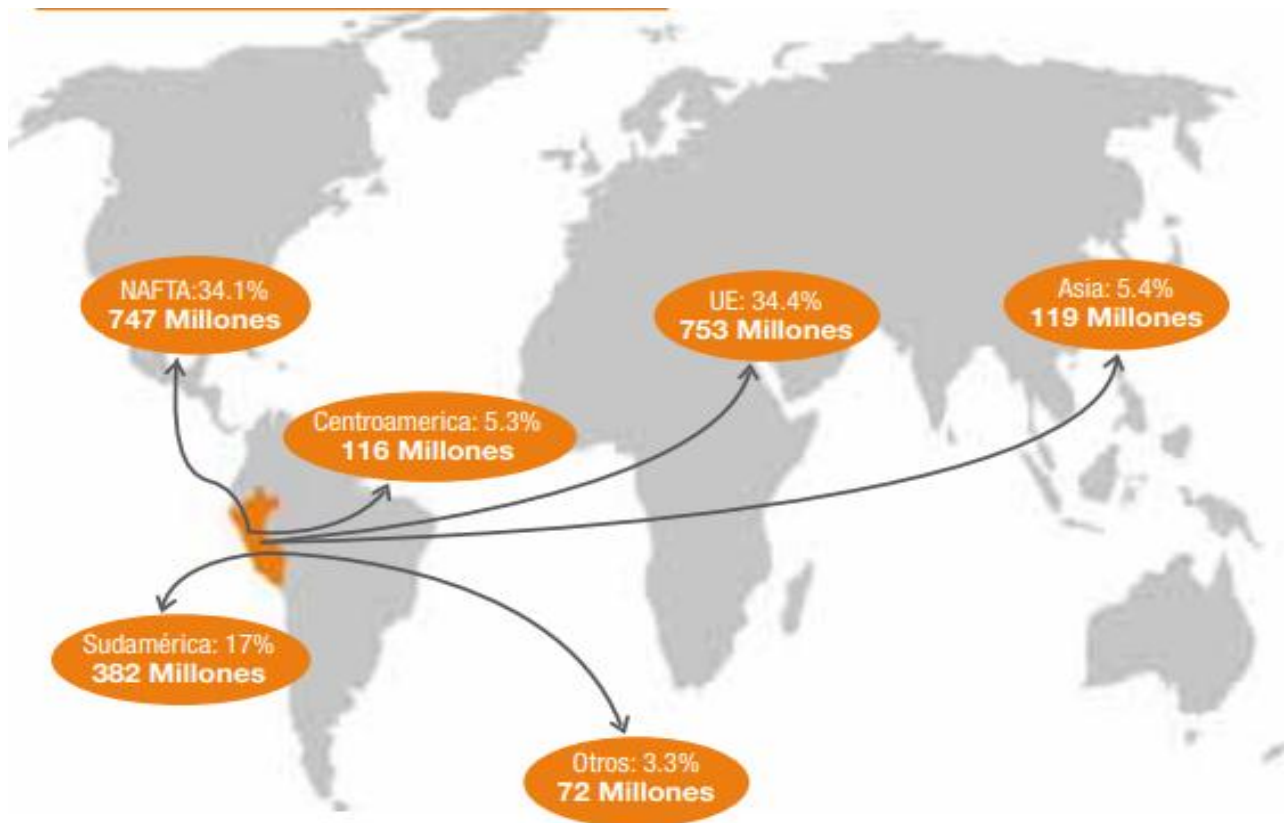 NAFTA:34.1%
747 Millones
UE: 34.4%
753 Millones
Asia: 5.4%
119 Millones
Centroamerica: 5.3%
116 Millones
Sudamérica: 17%
382 Millones
Otros: 3.3%
72 Millones